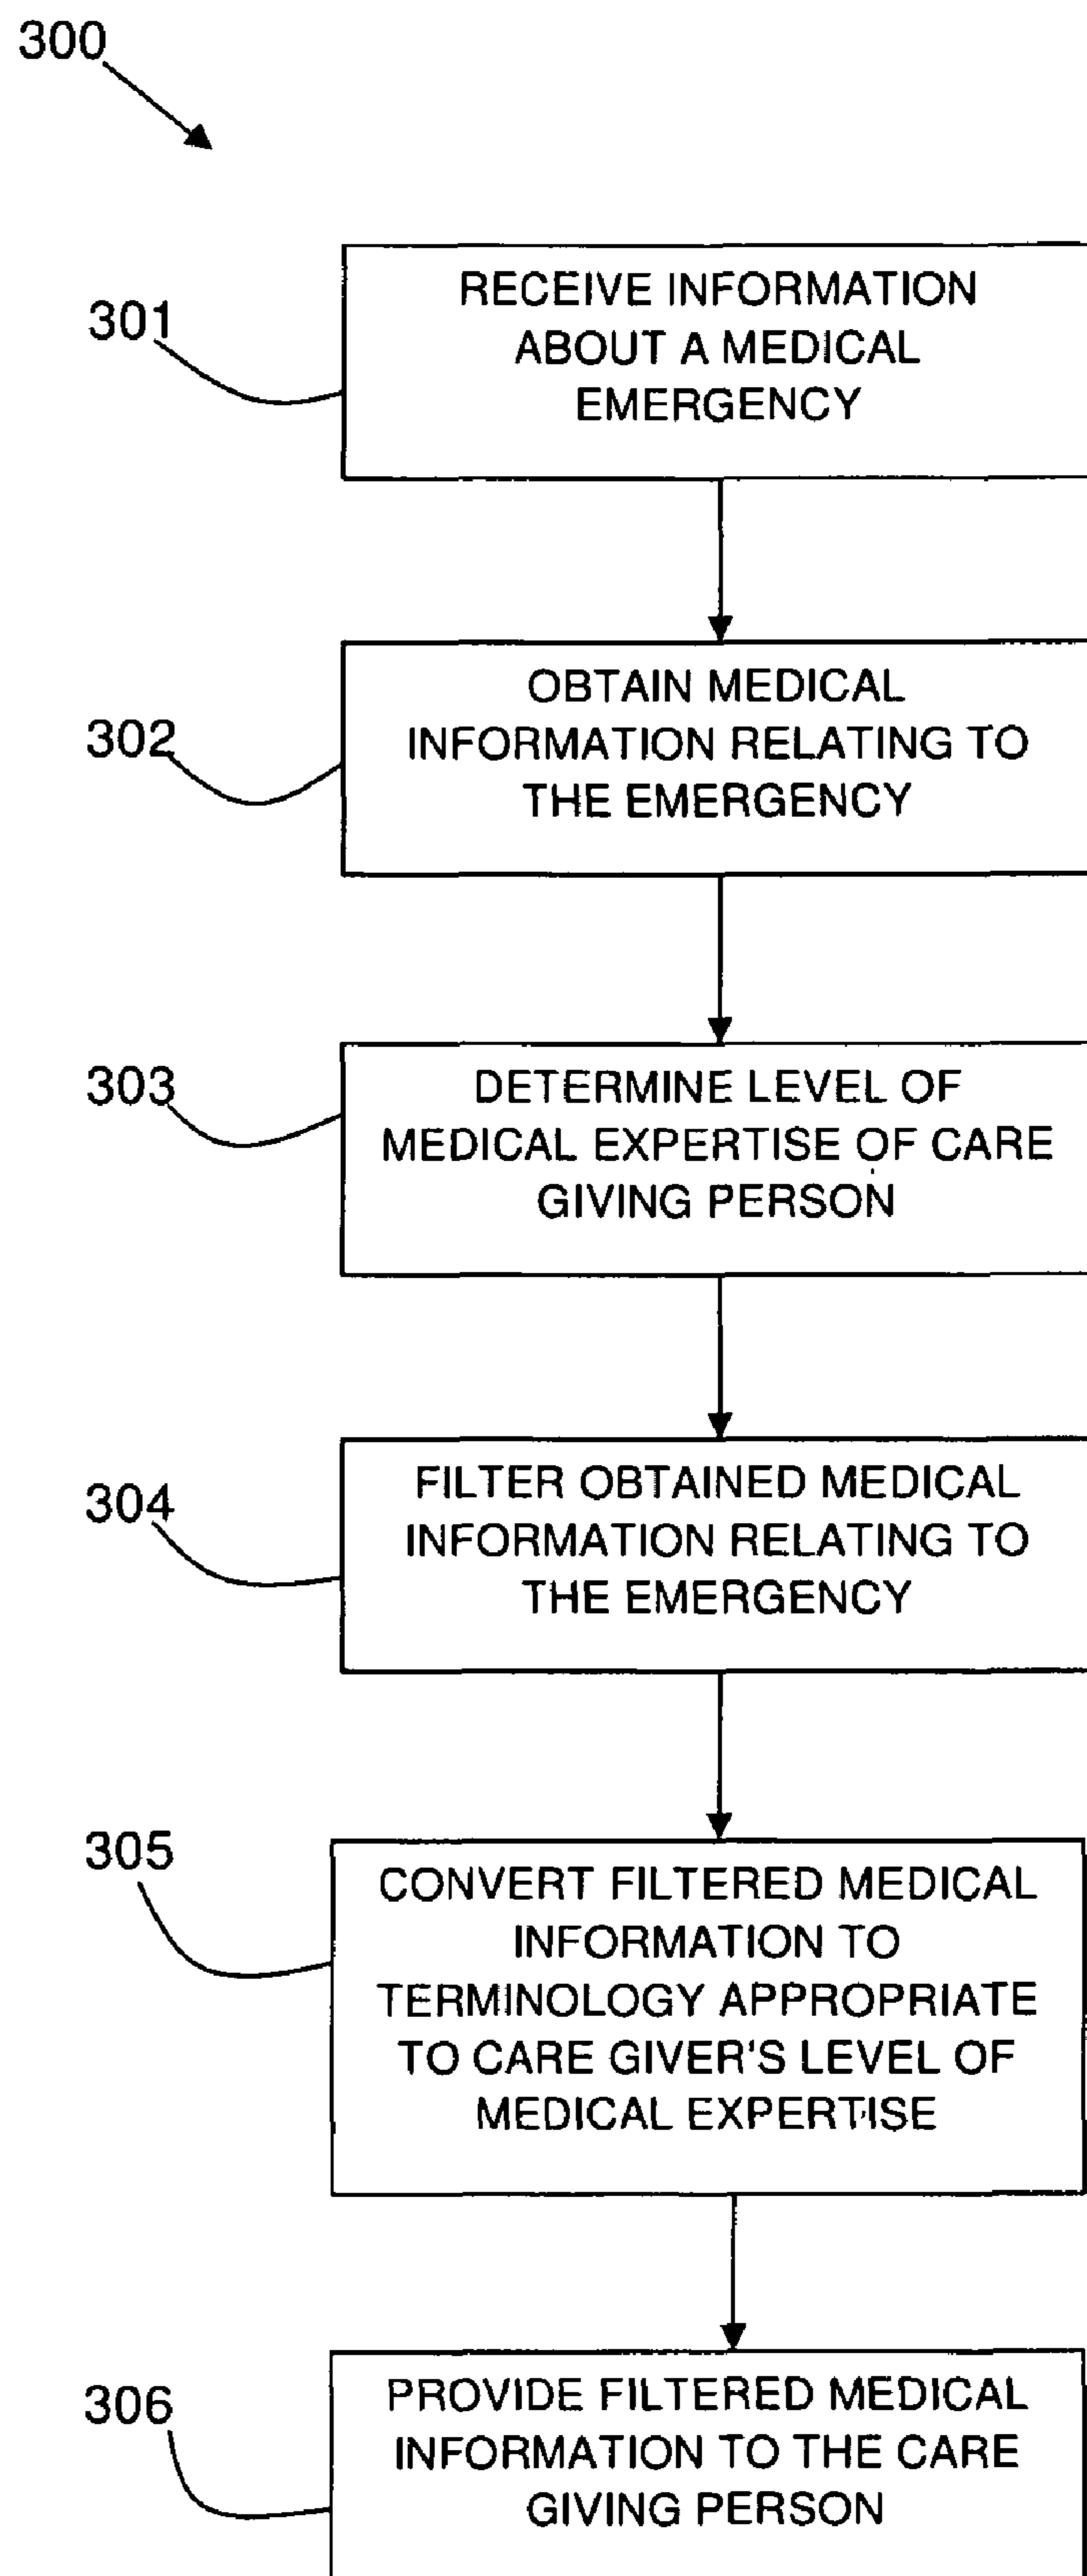 300
301
RECEIVE INFORMATION
ABOUT A MEDICAL
EMERGENCY
302
OBTAIN MEDICAL
INFORMATION RELATING TO
THE EMERGENCY
303
DETERMINE LEVEL OF
MEDICAL EXPERTISE OF CARE
GIVING PERSON
304
FILTER OBTAINED MEDICAL
INFORMATION RELATING TO
THE EMERGENCY
305
CONVERT FILTERED MEDICAL
INFORMATION TO
TERMINOLOGY APPROPRIATE
TO CARE GIVER'S LEVEL OF
MEDICAL EXPERTISE
306
PROVIDE FILTERED MEDICAL
INFORMATION TO THE CARE
GIVING PERSON